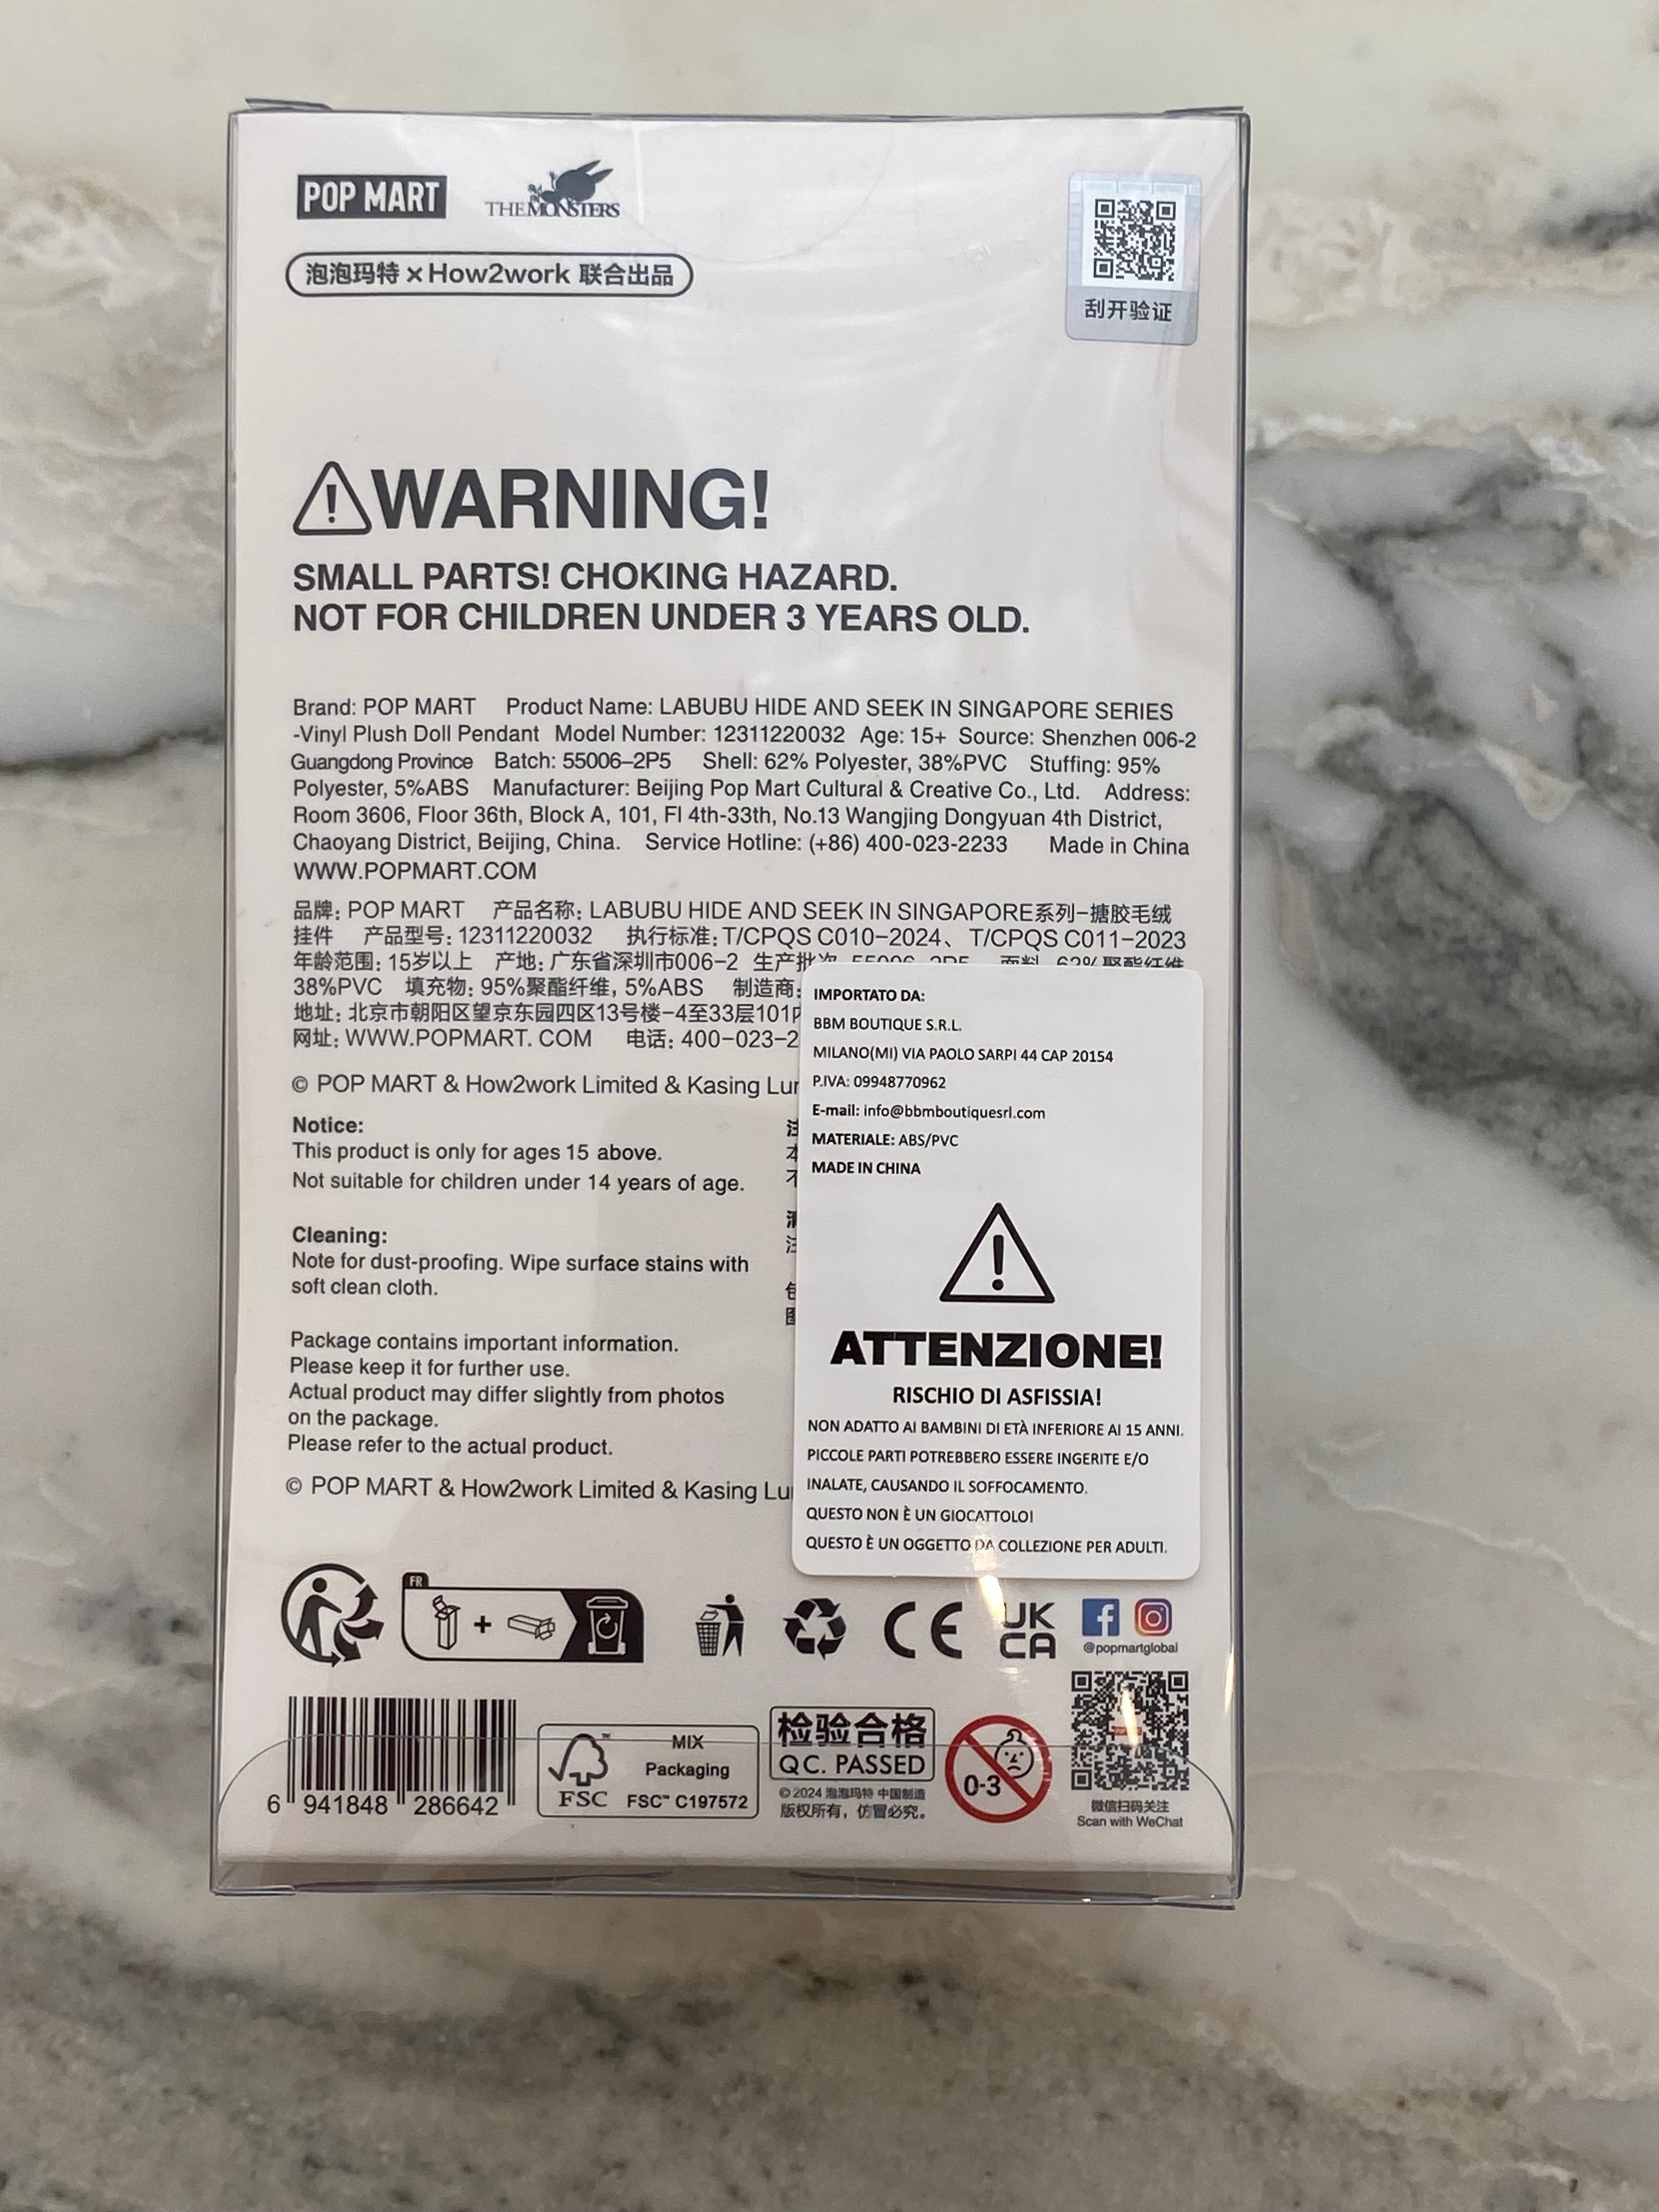 POP MART
THE MONSTERS
泡泡玛特 × How2work 联合出品
刮开验证
WARNING!
SMALL PARTS! CHOKING HAZARD.
NOT FOR CHILDREN UNDER 3 YEARS OLD.
Brand: POP MART Product Name: LABUBU HIDE AND SEEK IN SINGAPORE SERIES
-Vinyl Plush Doll Pendant Model Number: 12311220032 Age: 15+ Source: Shenzhen 006-2
Guangdong Province Batch: 55006–2P5 Shell: 62% Polyester, 38%PVC Stuffing: 95%
Polyester, 5%ABS Manufacturer: Beijing Pop Mart Cultural & Creative Co., Ltd. Address:
Room 3606, Floor 36th, Block A, 101, Fl 4th-33th, No.13 Wangjing Dongyuan 4th District,
Chaoyang District, Beijing, China. Service Hotline: (+86) 400-023-2233 Made in China
WWW.POPMART.COM
品牌: POP MART 产品名称: LABUBU HIDE AND SEEK IN SINGAPORE系列-搪胶毛绒
挂件 产品型号: 12311220032 执行标准: T/CPQS C010-2024、 T/CPQS C011-2023
年龄范围: 15岁以上 产地: 广东省深圳市006-2 生产批次 55006-2P5 面料 62%聚酯纤维
38%PVC 填充物: 95%聚酯纤维, 5%ABS 制造商:
地址: 北京市朝阳区望京东园四区13号楼-4至33层101内
网址: WWW.POPMART. COM 电话: 400-023-2
© POP MART & How2work Limited & Kasing Lu
Notice:
This product is only for ages 15 above.
Not suitable for children under 14 years of age.
Cleaning:
Note for dust-proofing. Wipe surface stains with
soft clean cloth.
Package contains important information.
Please keep it for further use.
Actual product may differ slightly from photos
on the package.
Please refer to the actual product.
© POP MART & How2work Limited & Kasing Lu
IMPORTATO DA:
BBM BOUTIQUE S.R.L.
MILANO(MI) VIA PAOLO SARPI 44 CAP 20154
P.IVA: 09948770962
E-mail: info@bbmboutiquesrl.com
MATERIALE: ABS/PVC
MADE IN CHINA
ATTENZIONE!
RISCHIO DI ASFISSIA!
NON ADATTO AI BAMBINI DI ETÀ INFERIORE AI 15 ANNI.
PICCOLE PARTI POTREBBERO ESSERE INGERITE E/O
INALATE, CAUSANDO IL SOFFOCAMENTO.
QUESTO NON È UN GIOCATTOLO!
QUESTO È UN OGGETTO DA COLLEZIONE PER ADULTI.
FR
CE
UK
CA
@popmartglobal
6 941848 286642
FSC
MIX
Packaging
FSC™ C197572
检验合格
QC. PASSED
©2024 泡泡玛特 中国制造
版权所有，仿冒必究。
0-3
微信扫码关注
Scan with WeChat